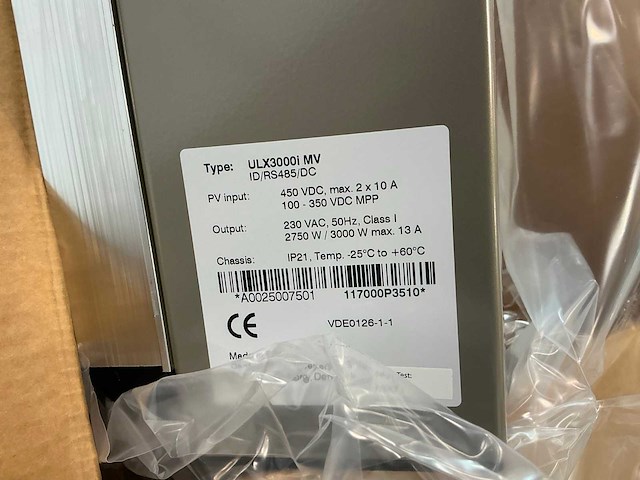 Type: ULX3000i MV
ID/RS485/DC
PV input: 450 VDC, max. 2 x 10 A
100 - 350 VDC MPP
Output: 230 VAC, 50Hz, Class I
2750 W / 3000 W max. 13 A
Chassis: IP21, Temp. -25°C to +60°C
*A0025007501 117000P3510*
CE VDE0126-1-1
Test: